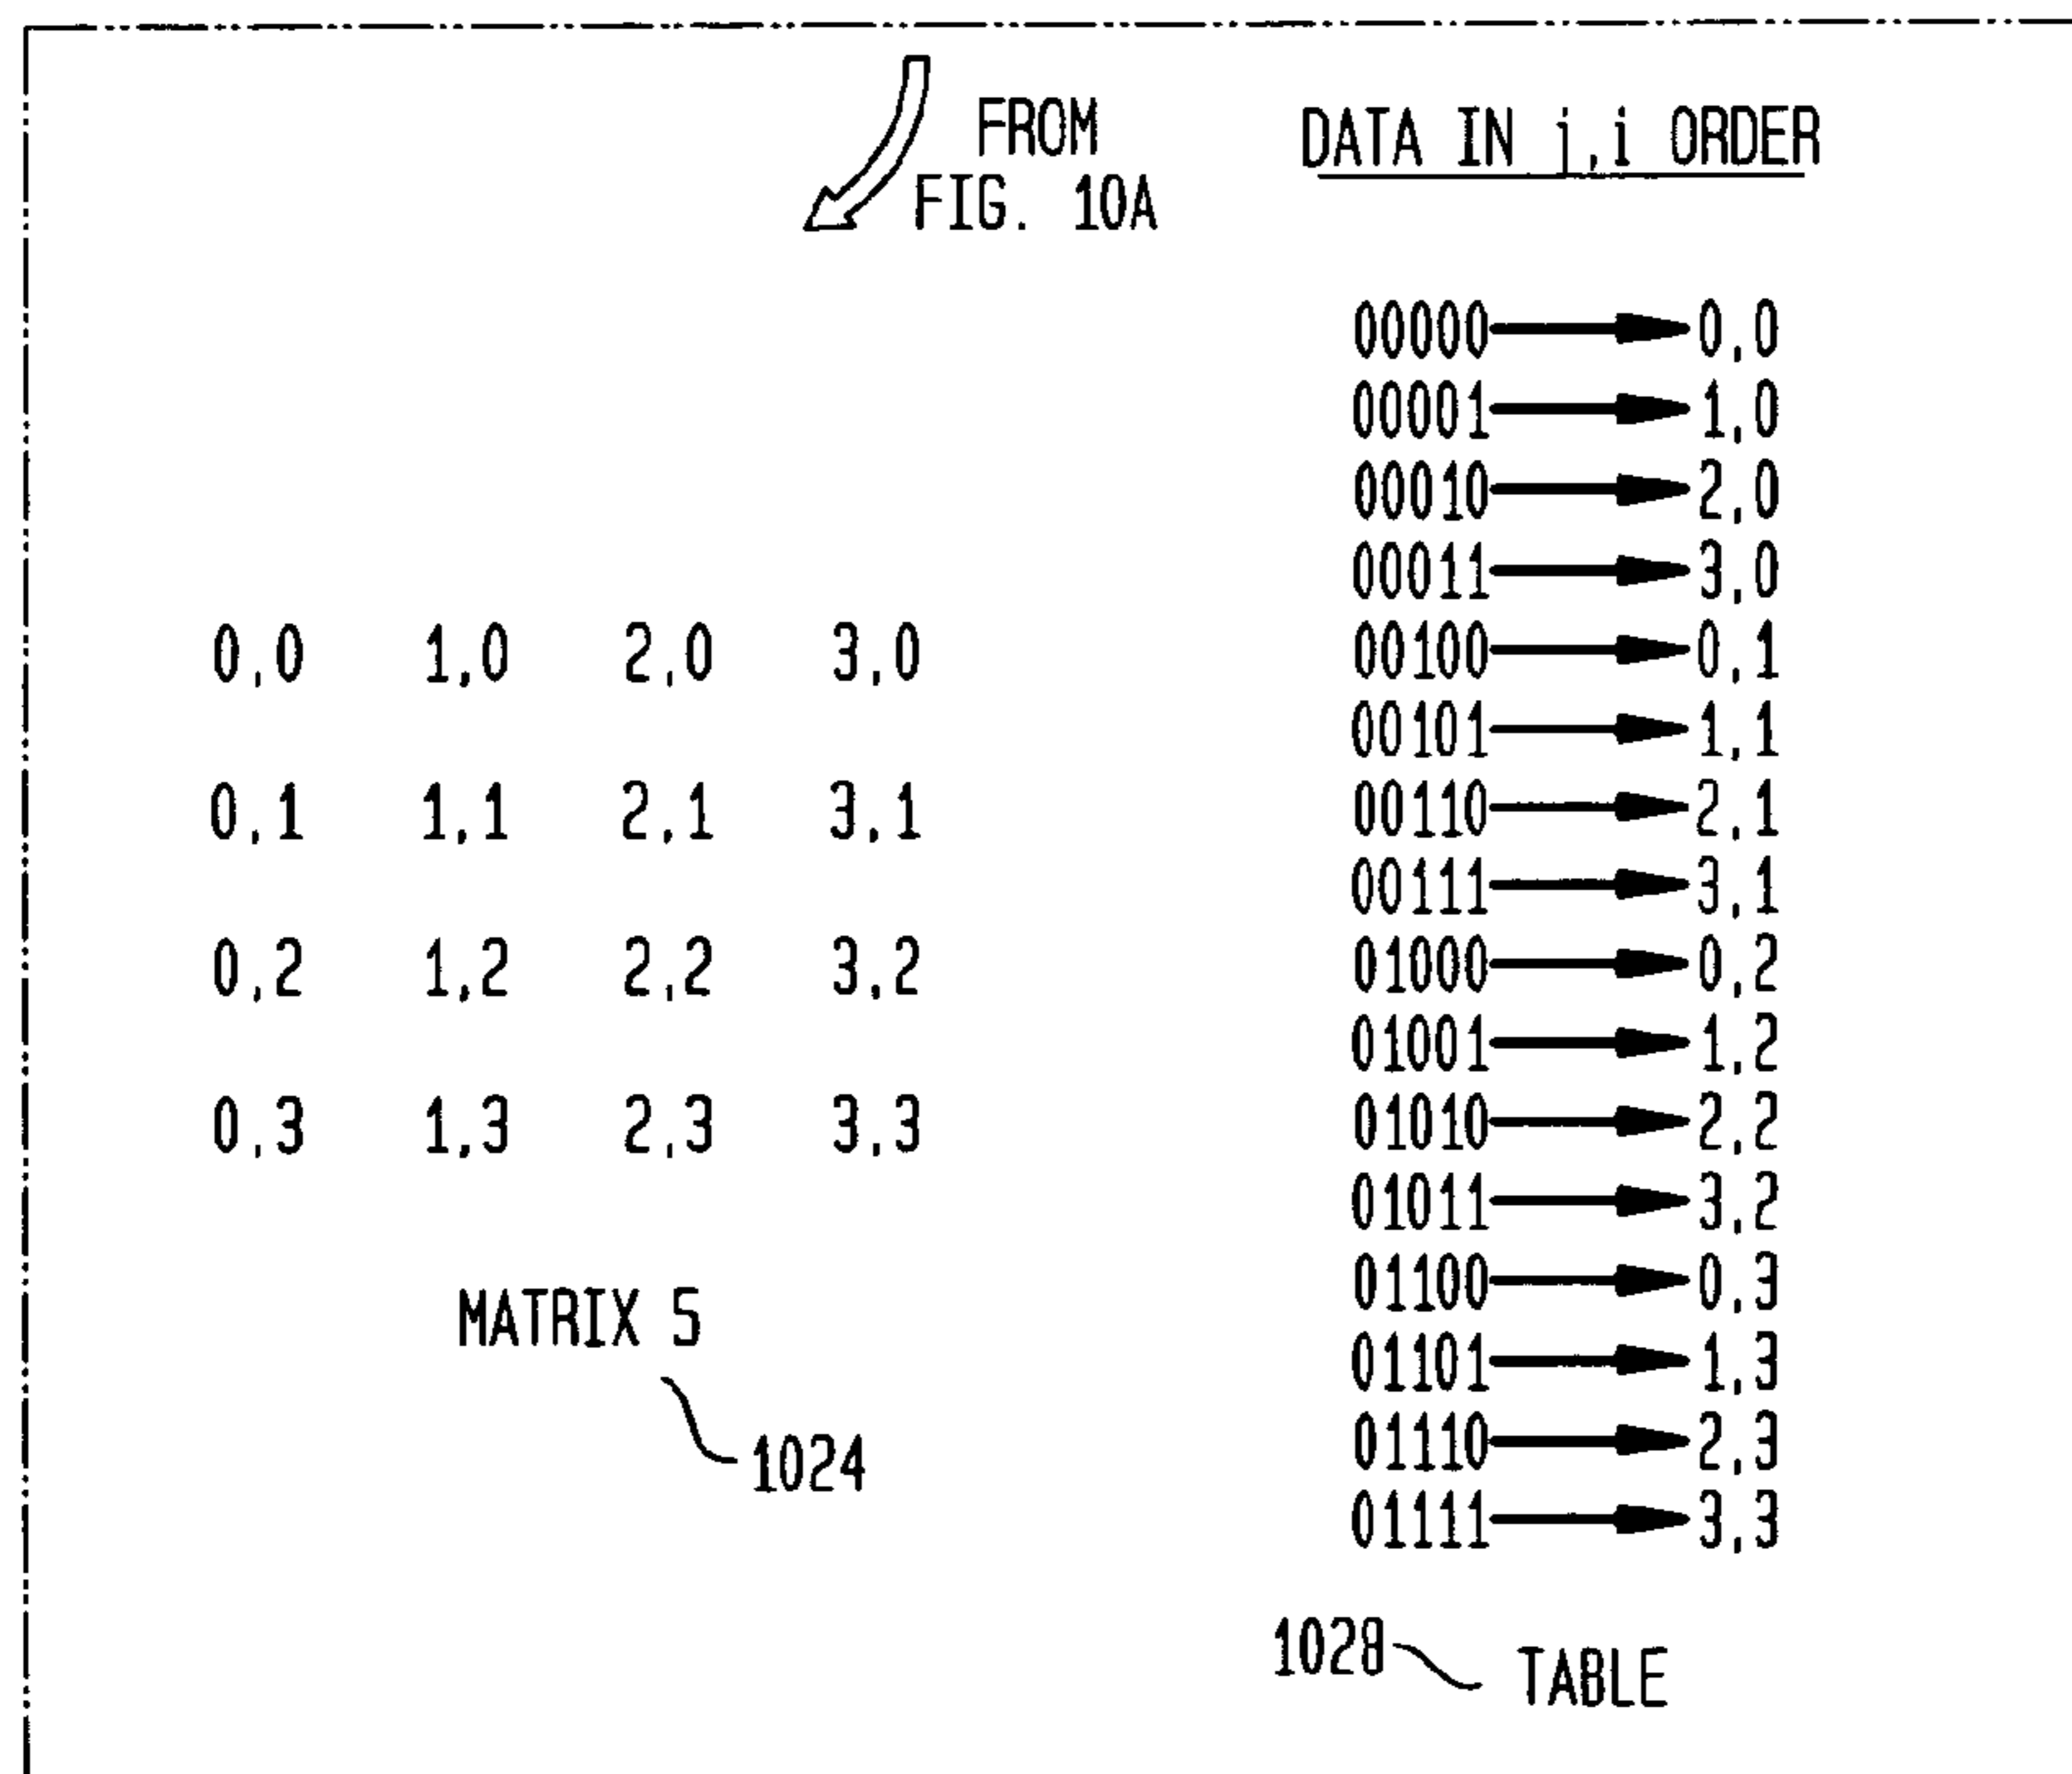 FROM
FIG. 10A
DATA IN j,i ORDER
0,0 1,0 2,0 3,0
0,1 1,1 2,1 3,1
0,2 1,2 2,2 3,2
0,3 1,3 2,3 3,3
MATRIX 5
1024
00000 0,0
00001 1,0
00010 2,0
00011 3,0
00100 0,1
00101 1,1
00110 2,1
00111 3,1
01000 0,2
01001 1,2
01010 2,2
01011 3,2
01100 0,3
01101 1,3
01110 2,3
01111 3,3
1028 TABLE